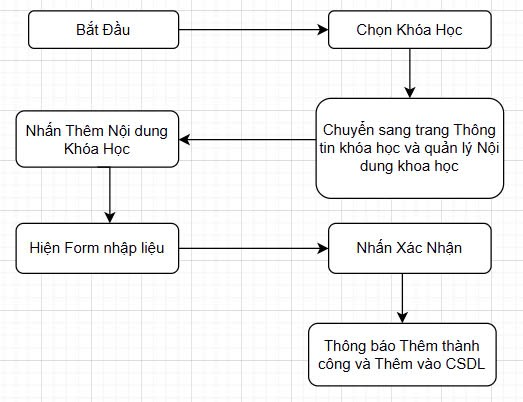 Bắt Đầu
Chọn Khóa Học
Chuyển sang trang Thông
tin khóa học và quản lý Nội
dung khoa học
Nhấn Thêm Nội dung
Khóa Học
Hiện Form nhập liệu
Nhấn Xác Nhận
Thông báo Thêm thành
công và Thêm vào CSDL